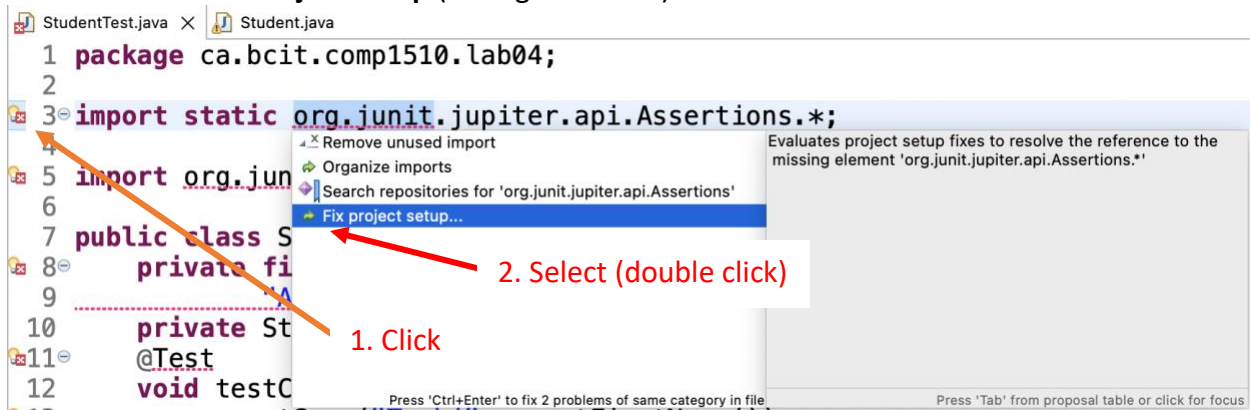 StudentTest.java X Student.java
1 package ca.bcit.comp1510.lab04;
2
3 import static org.junit.jupiter.api.Assertions.*;
Remove unused import
Organize imports
Search repositories for 'org.junit.jupiter.api.Assertions'
Fix project setup...
Press 'Ctrl+Enter' to fix 2 problems of same category in file
Evaluates project setup fixes to resolve the reference to the
missing element 'org.junit.jupiter.api.Assertions.*'
Press 'Tab' from proposal table or click for focus
4
5 import org.jun
6
7 public class S
8 private fi
9 "A
10 private St
11 @Test
12 void testC
2. Select (double click)
1. Click